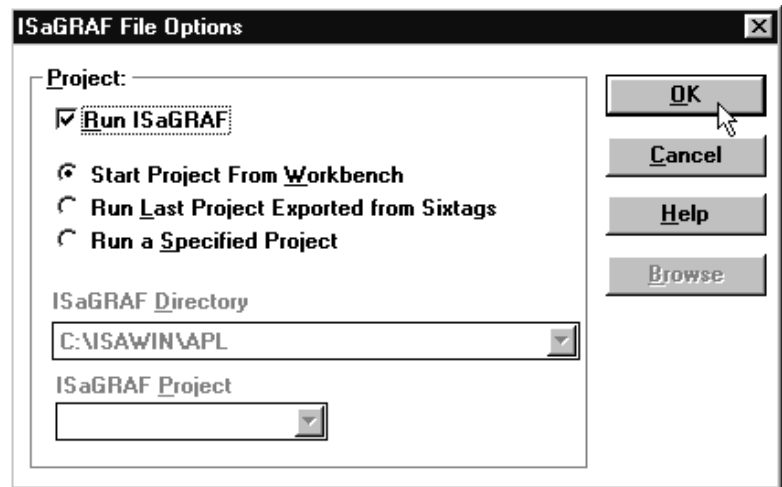 ISaGRAF File Options
Project:
Run ISaGRAF
Start Project From Workbench
Run Last Project Exported from Sixtags
Run a Specified Project
ISaGRAF Directory
C:\ISAWIN\APL
ISaGRAF Project
OK
Cancel
Help
Browse